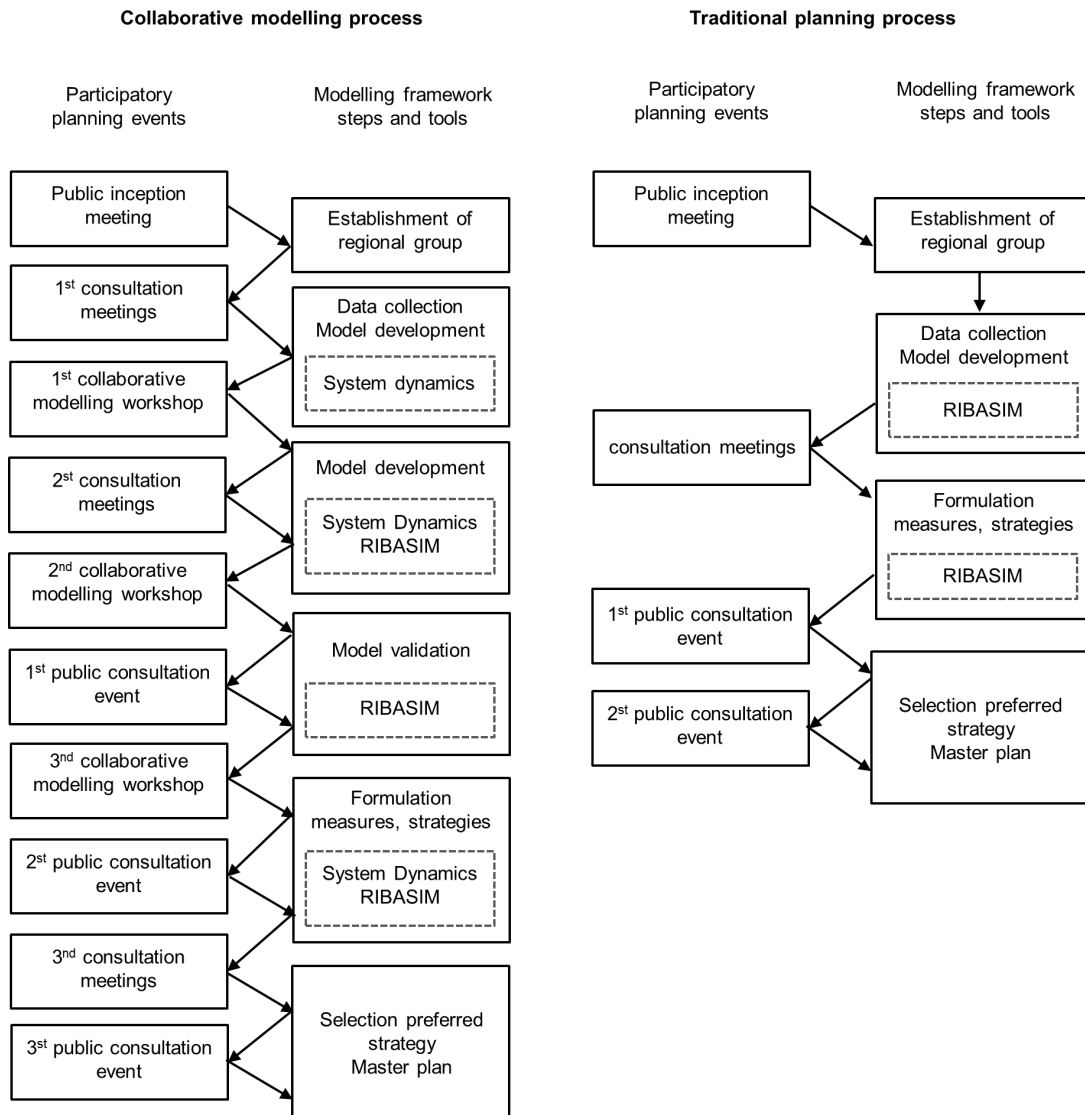 Collaborative modelling process
Participatory
planning events
Modelling framework
steps and tools
Public inception
meeting
Establishment of
regional group
1st consultation
meetings
Data collection
Model development
System dynamics
1st collaborative
modelling workshop
Model development
System Dynamics
RIBASIM
2st consultation
meetings
2nd collaborative
modelling workshop
Model validation
RIBASIM
1st public consultation
event
3nd collaborative
modelling workshop
Formulation
measures, strategies
System Dynamics
RIBASIM
2st public consultation
event
3nd consultation
meetings
Selection preferred
strategy
Master plan
3st public consultation
event
Traditional planning process
Participatory
planning events
Modelling framework
steps and tools
Public inception
meeting
Establishment of
regional group
Data collection
Model development
RIBASIM
consultation meetings
Formulation
measures, strategies
RIBASIM
1st public consultation
event
Selection preferred
strategy
Master plan
2st public consultation
event